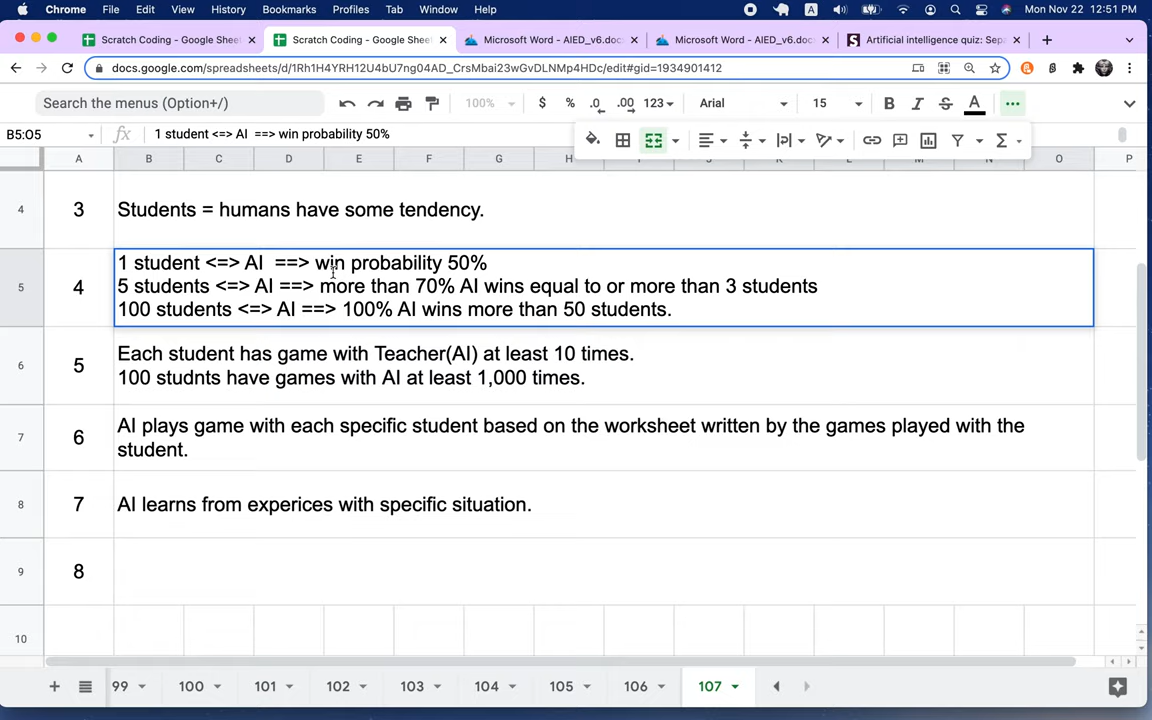 Chrome File Edit View History Bookmarks Profiles Tab Window Help A Mon Nov 22 12:51 PM
Scratch Coding - Google Sheet Scratch Coding - Google Sheet Microsoft Word - AIED_v6.doc Microsoft Word - AIED_v6.doc Artificial intelligence quiz: Sepa
docs.google.com/spreadsheets/d/1Rh1H4YRH12U4bU7ng04AD_CrsMbai23wGvDLNMp4HDc/edit#gid=1934901412
Search the menus (Option+/) 100% $ % .0 .00 123 Arial 15 B I S A
B5:O5 fx 1 student <=> AI ==> win probability 50%
A B C D E F G H O P
4 3 Students = humans have some tendency.
1 student <=> AI ==> win probability 50%
5 4 5 students <=> AI ==> more than 70% AI wins equal to or more than 3 students
100 students <=> AI ==> 100% AI wins more than 50 students.
6 5 Each student has game with Teacher(AI) at least 10 times.
100 studnts have games with AI at least 1,000 times.
7 6 AI plays game with each specific student based on the worksheet written by the games played with the
student.
8 7 AI learns from experices with specific situation.
9 8
10
99 100 101 102 103 104 105 106 107